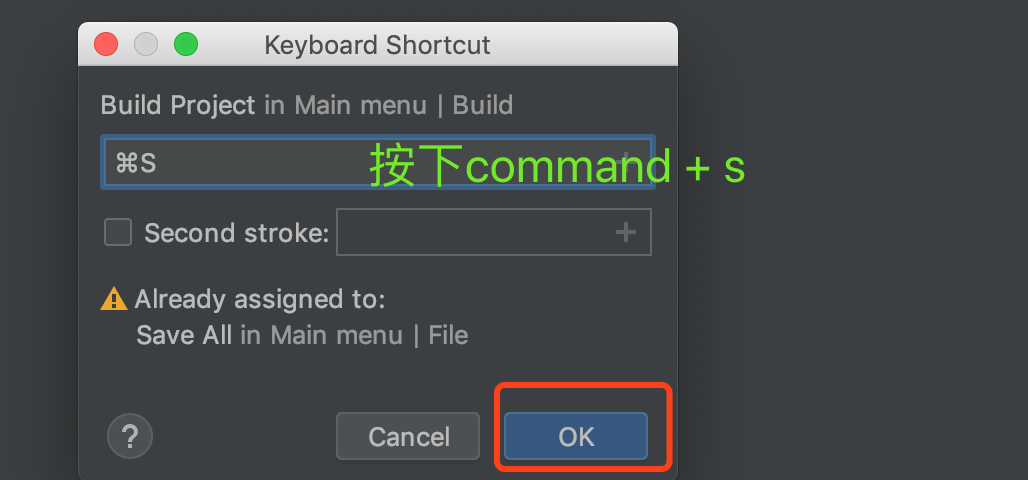 Keyboard Shortcut
Build Project in Main menu | Build
⌘S
按下command + s
Second stroke:
Already assigned to:
Save All in Main menu | File
?
Cancel
OK